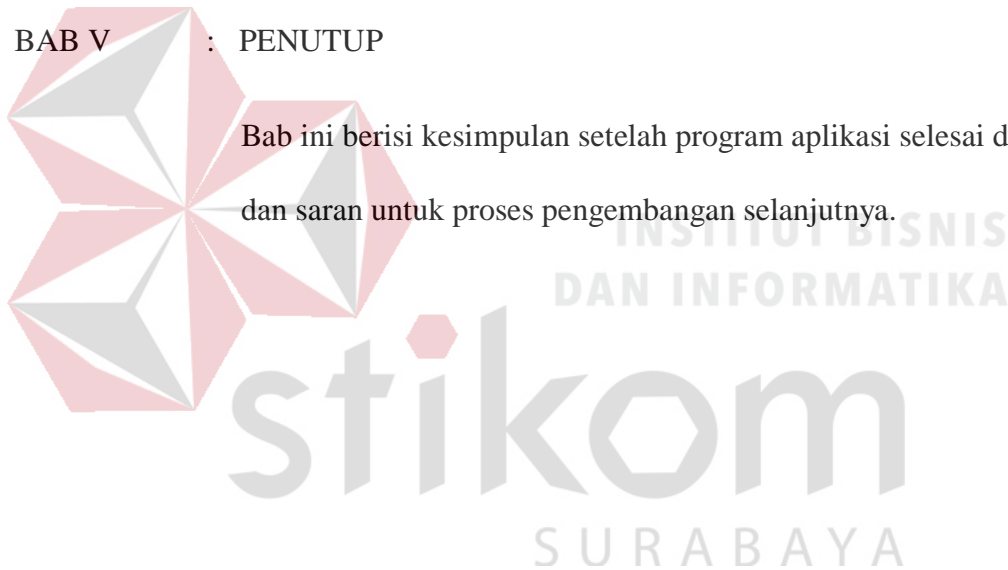 BAB V : PENUTUP
Bab ini berisi kesimpulan setelah program aplikasi selesai d
dan saran untuk proses pengembangan selanjutnya.
INSTITUT BISNIS
DAN INFORMATIKA
stikom
SURABAYA